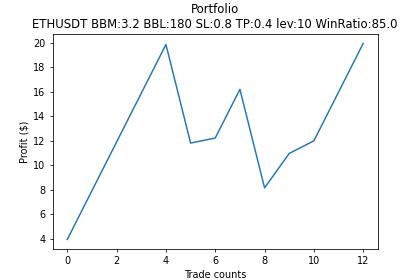 Portfolio
ETHUSDT BBM:3.2 BBL:180 SL:0.8 TP:0.4 lev:10 WinRatio:85.0
20
18
16
14
12
10
8
6
4
Profit ($)
0 2 4 6 8 10 12
Trade counts